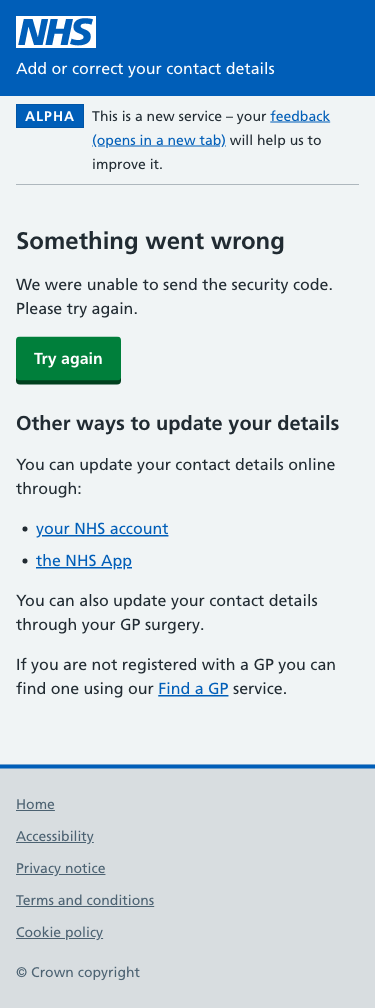 NHS
Add or correct your contact details
ALPHA
This is a new service – your feedback
(opens in a new tab) will help us to
improve it.
Something went wrong
We were unable to send the security code.
Please try again.
Try again
Other ways to update your details
You can update your contact details online
through:
• your NHS account
• the NHS App
You can also update your contact details
through your GP surgery.
If you are not registered with a GP you can
find one using our Find a GP service.
Home
Accessibility
Privacy notice
Terms and conditions
Cookie policy
© Crown copyright